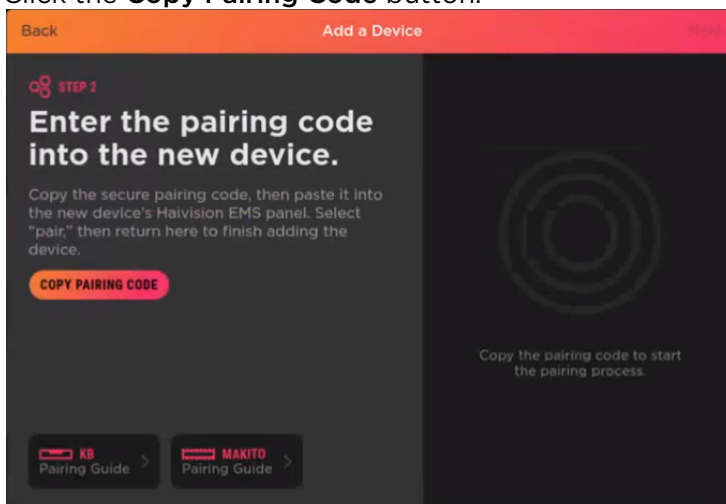 Click the Copy Pairing Code button.
Back
Add a Device
Next
STEP 2
Enter the pairing code
into the new device.
Copy the secure pairing code, then paste it into
the new device's Haivision EMS panel. Select
"pair," then return here to finish adding the
device.
COPY PAIRING CODE
Copy the pairing code to start
the pairing process.
KB
Pairing Guide
MAKITO
Pairing Guide